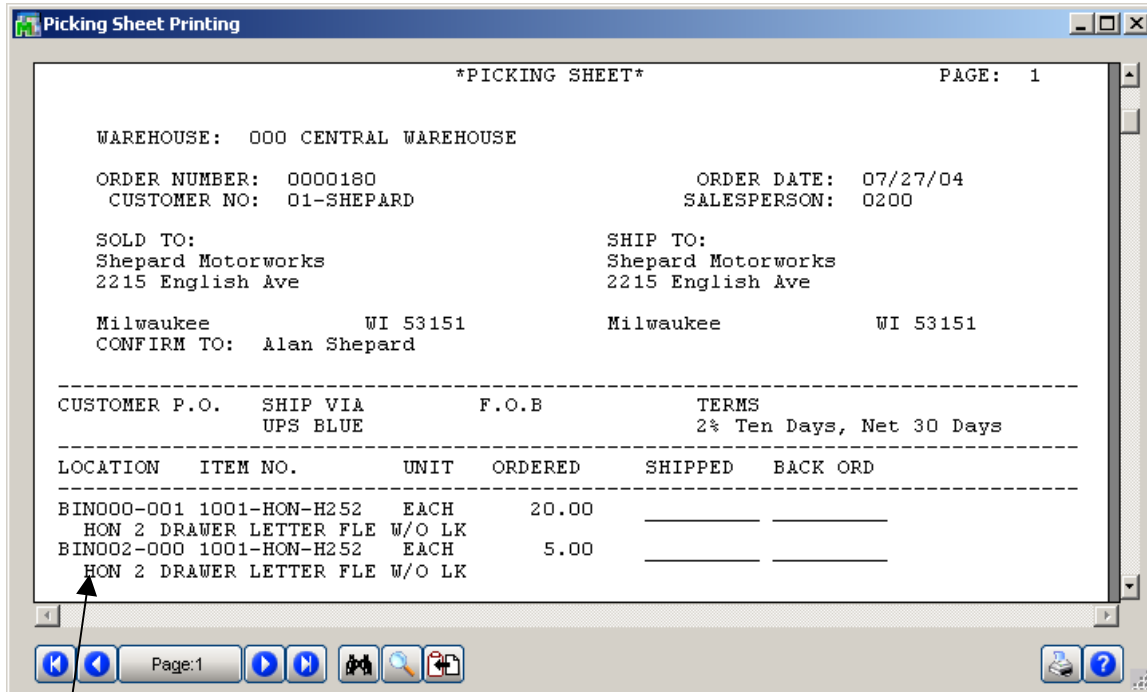 Picking Sheet Printing
*PICKING SHEET* PAGE: 1
WAREHOUSE: 000 CENTRAL WAREHOUSE
ORDER NUMBER: 0000180 ORDER DATE: 07/27/04
CUSTOMER NO: 01-SHEPARD SALESPERSON: 0200
SOLD TO: SHIP TO:
Shepard Motorworks Shepard Motorworks
2215 English Ave 2215 English Ave
Milwaukee WI 53151 Milwaukee WI 53151
CONFIRM TO: Alan Shepard
CUSTOMER P.O. SHIP VIA F.O.B TERMS
UPS BLUE 2% Ten Days, Net 30 Days
LOCATION ITEM NO. UNIT ORDERED SHIPPED BACK ORD
BIN000-001 1001-HON-H252 EACH 20.00
HON 2 DRAWER LETTER FLE W/O LK
BIN002-000 1001-HON-H252 EACH 5.00
HON 2 DRAWER LETTER FLE W/O LK
Page:1